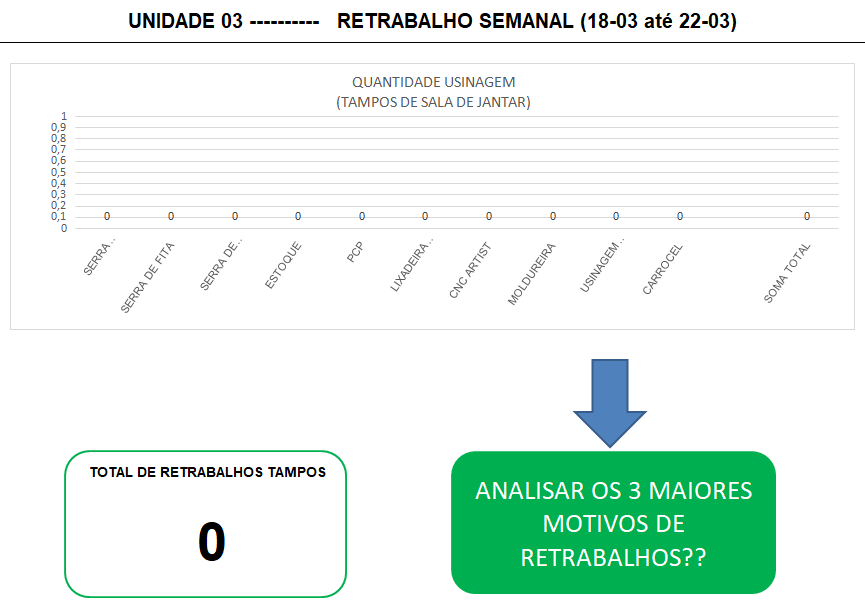 UNIDADE 03 ---------- RETRABALHO SEMANAL (18-03 até 22-03)
QUANTIDADE USINAGEM
(TAMPOS DE SALA DE JANTAR)
1
0,9
0,8
0,7
0,6
0,5
0,4
0,3
0,2
0,1
0
0 0 0 0 0 0 0 0 0 0 0
SERRA...
SERRA DE FITA
SERRA DE...
ESTOQUE
PCP
LIXADEIRA...
CNC ARTIST
MOLDUREIRA
USINAGEM...
CARROCEL
SOMA TOTAL
TOTAL DE RETRABALHOS TAMPOS
0
ANALISAR OS 3 MAIORES
MOTIVOS DE
RETRABALHOS??